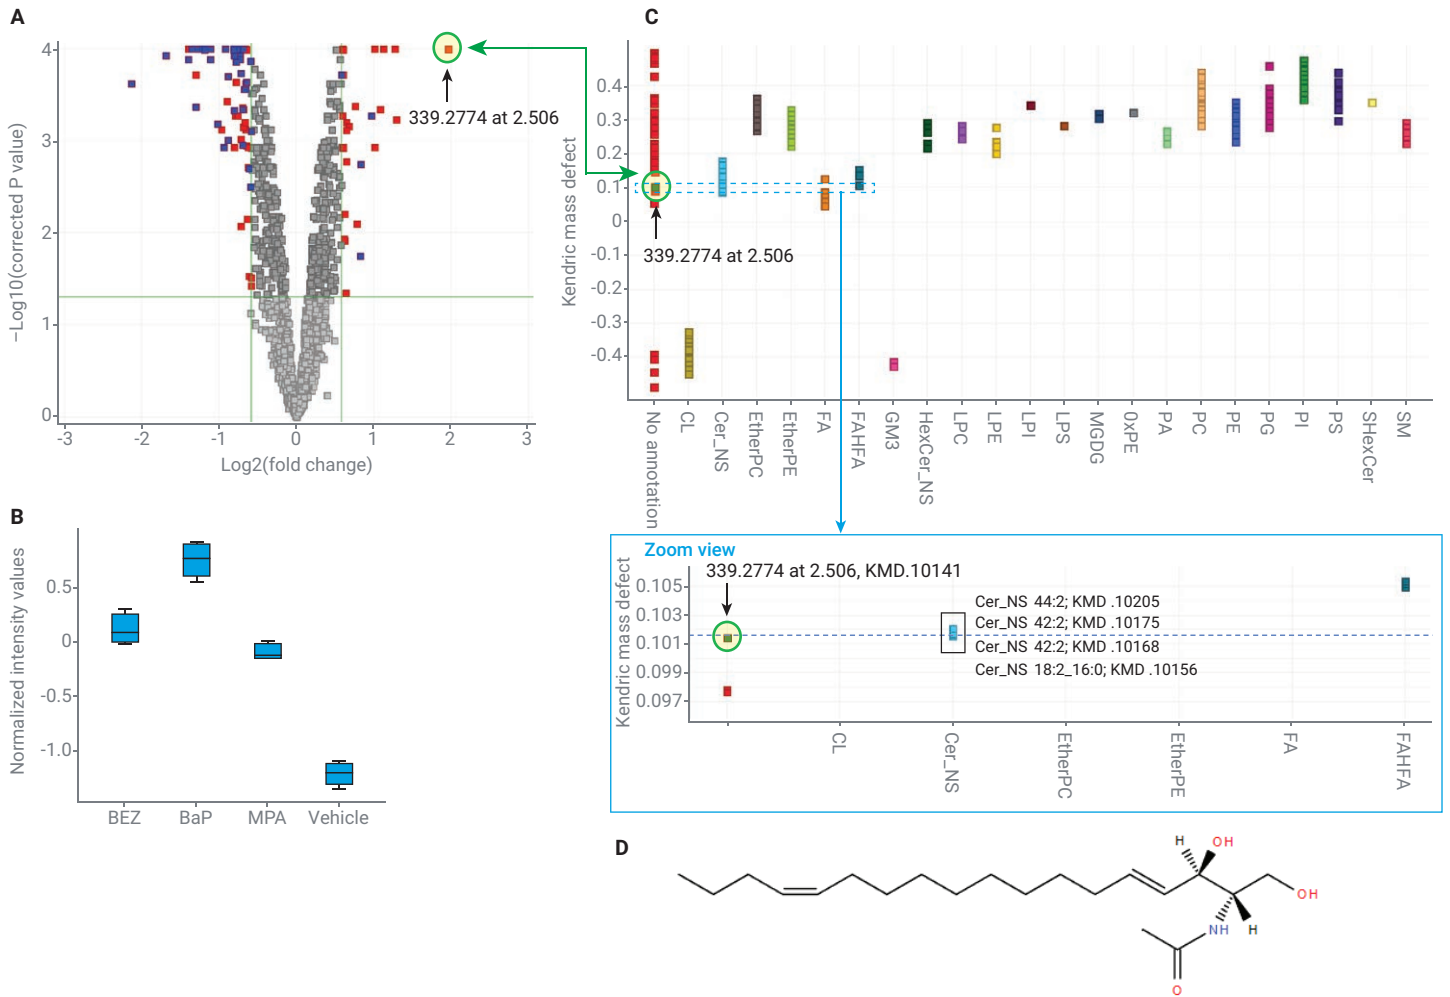 A
−Log10(corrected P value)
4
3
2
1
0
-3
-2
-1
0
1
2
3
Log2(fold change)
339.2774 at 2.506
B
Normalized intensity values
0.5
0
-0.5
-1.0
BEZ
BaP
MPA
Vehicle
C
Kendric mass defect
0.4
0.3
0.2
0.1
0
-0.1
-0.2
-0.3
-0.4
339.2774 at 2.506
No annotation
CL
Cer_NS
EtherPC
EtherPE
FA
FAHFA
GM3
HexCer_NS
LPC
LPE
LPI
LPS
MGDG
0xPE
PA
PC
PE
PG
PI
PS
SHexCer
SM
Zoom view
339.2774 at 2.506, KMD.10141
Kendric mass defect
0.105
0.103
0.101
0.099
0.097
Cer_NS 44:2; KMD .10205
Cer_NS 42:2; KMD .10175
Cer_NS 42:2; KMD .10168
Cer_NS 18:2_16:0; KMD .10156
CL
Cer_NS
EtherPC
EtherPE
FA
FAHFA
D
H
OH
OH
NH
H
O